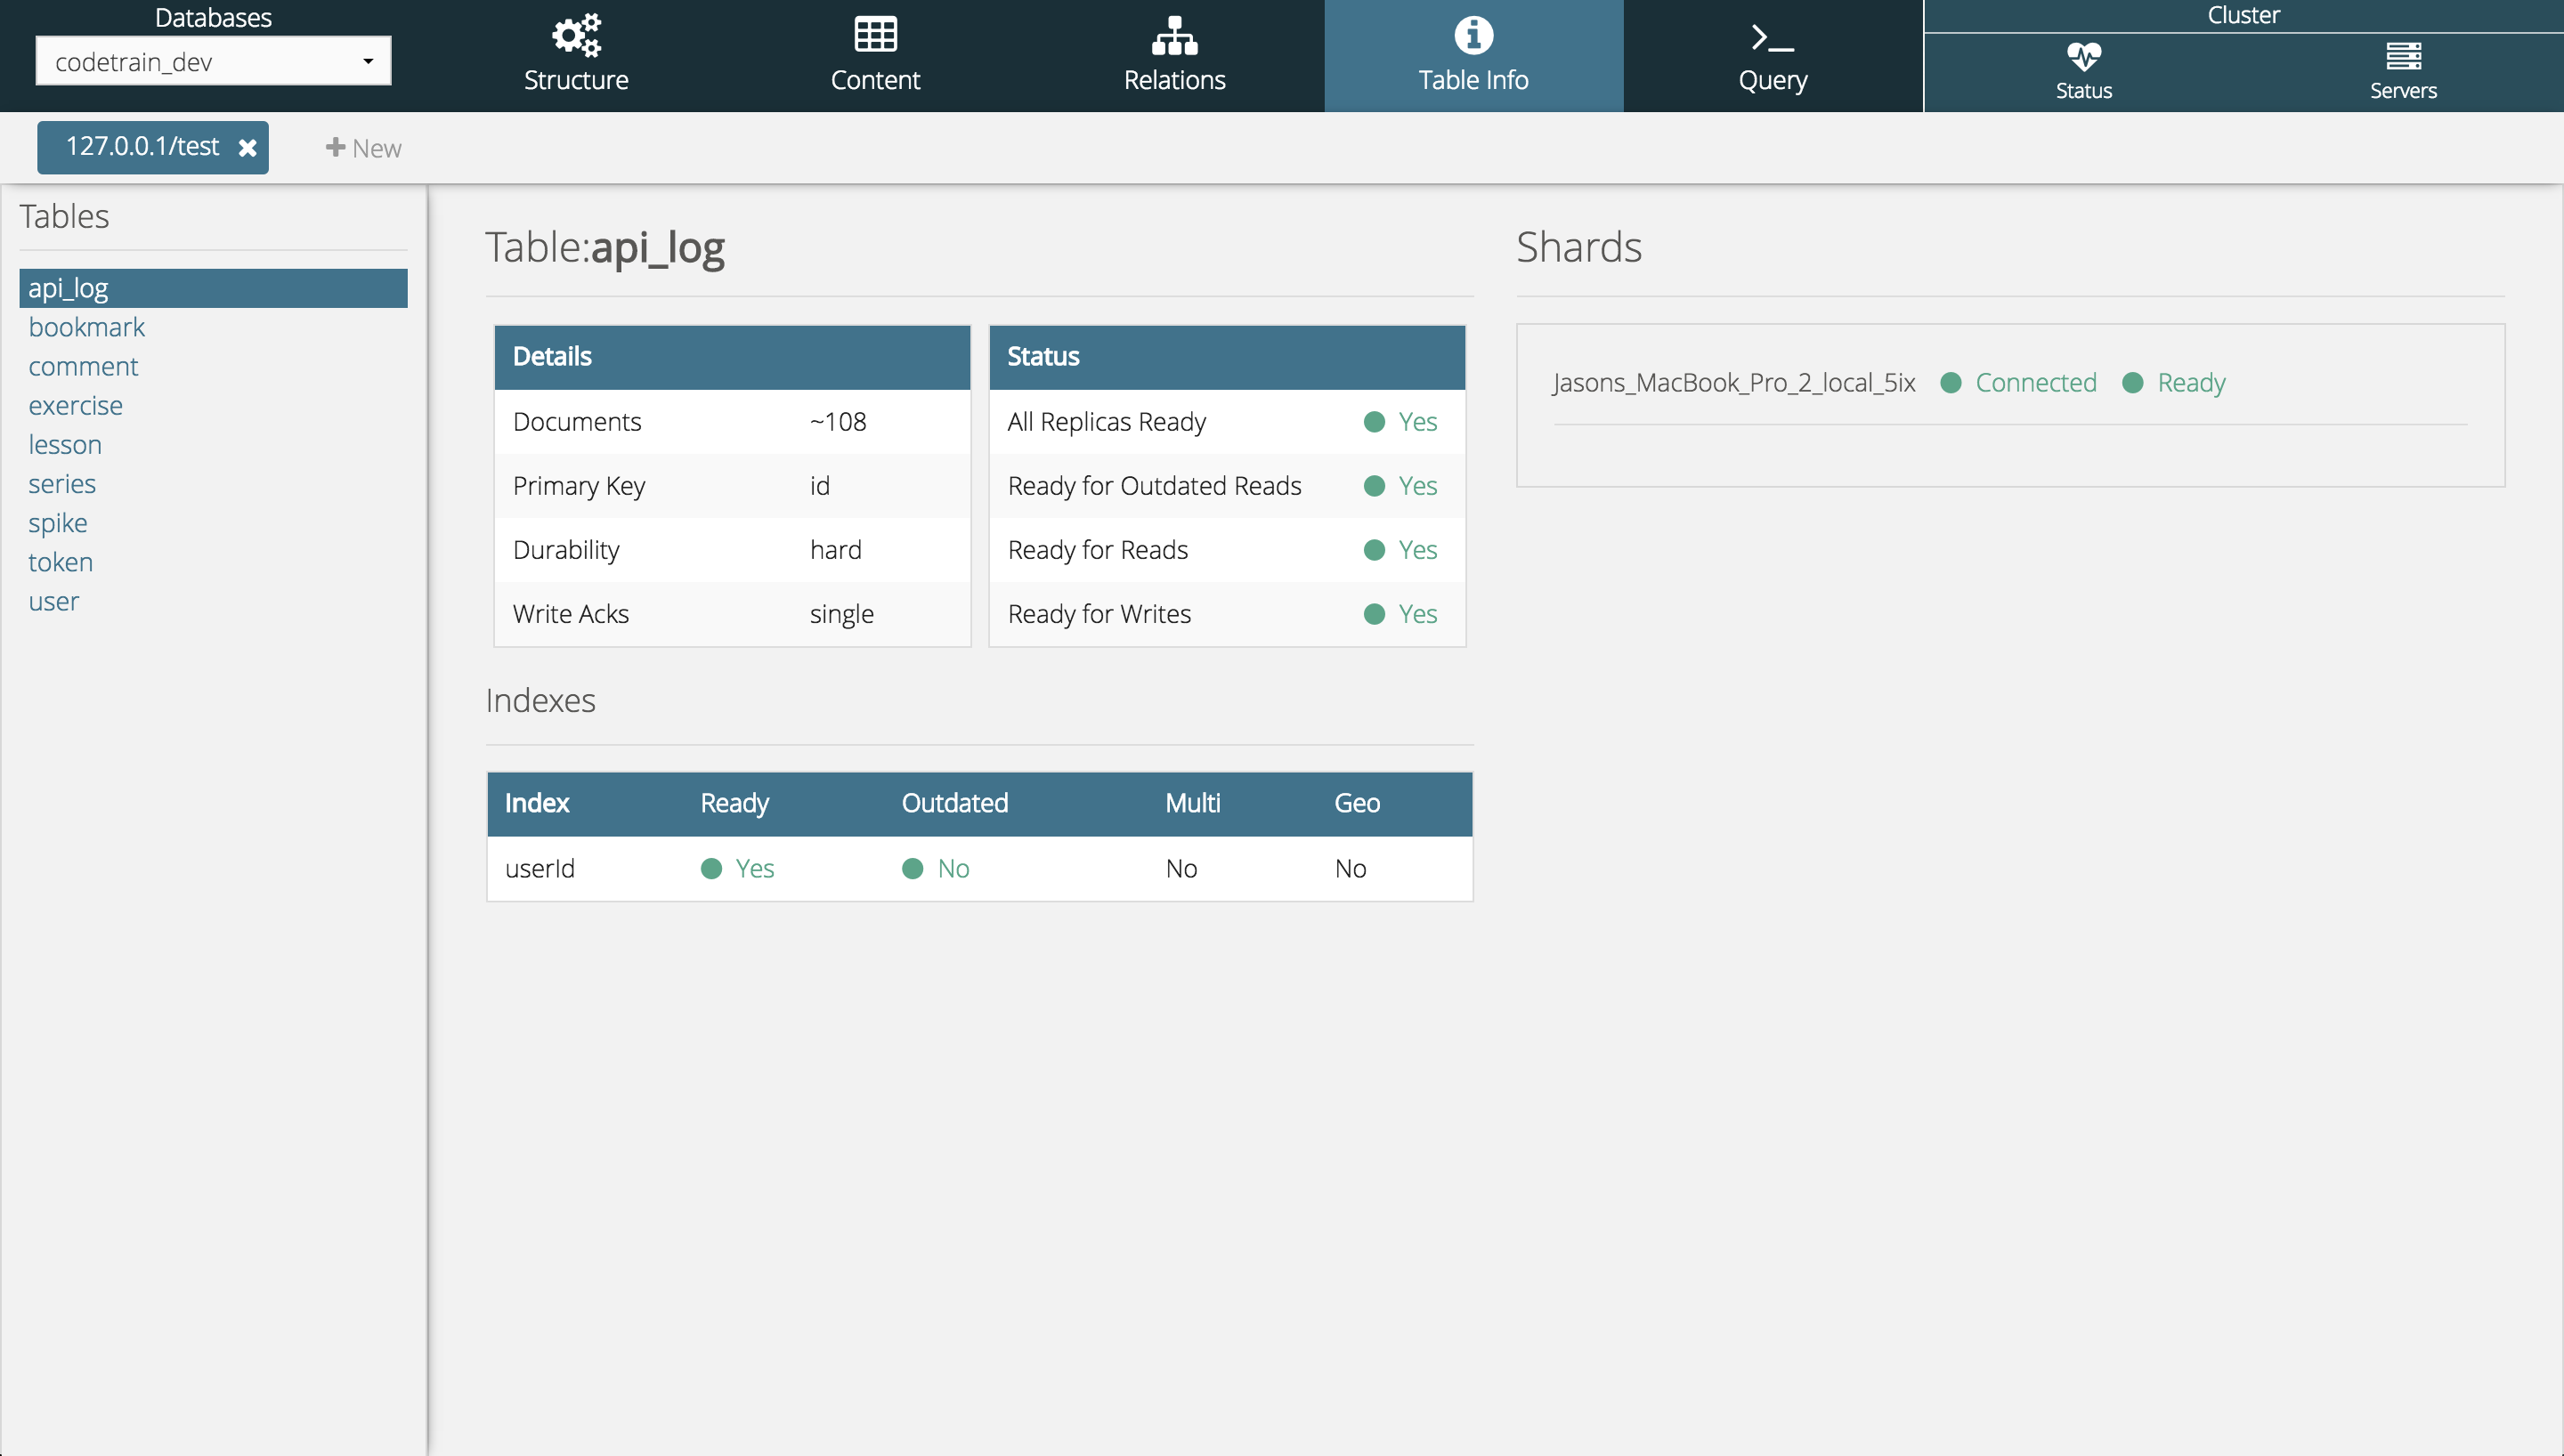 Databases
codetrain_dev
Structure
Content
Relations
Table Info
Query
Cluster
Status
Servers
127.0.0.1/test
New
Tables
api_log
bookmark
comment
exercise
lesson
series
spike
token
user
Table:api_log
Details
Documents ~108
Primary Key id
Durability hard
Write Acks single
Status
All Replicas Ready Yes
Ready for Outdated Reads Yes
Ready for Reads Yes
Ready for Writes Yes
Indexes
Index Ready Outdated Multi Geo
userId Yes No No No
Shards
Jasons_MacBook_Pro_2_local_5ix Connected Ready